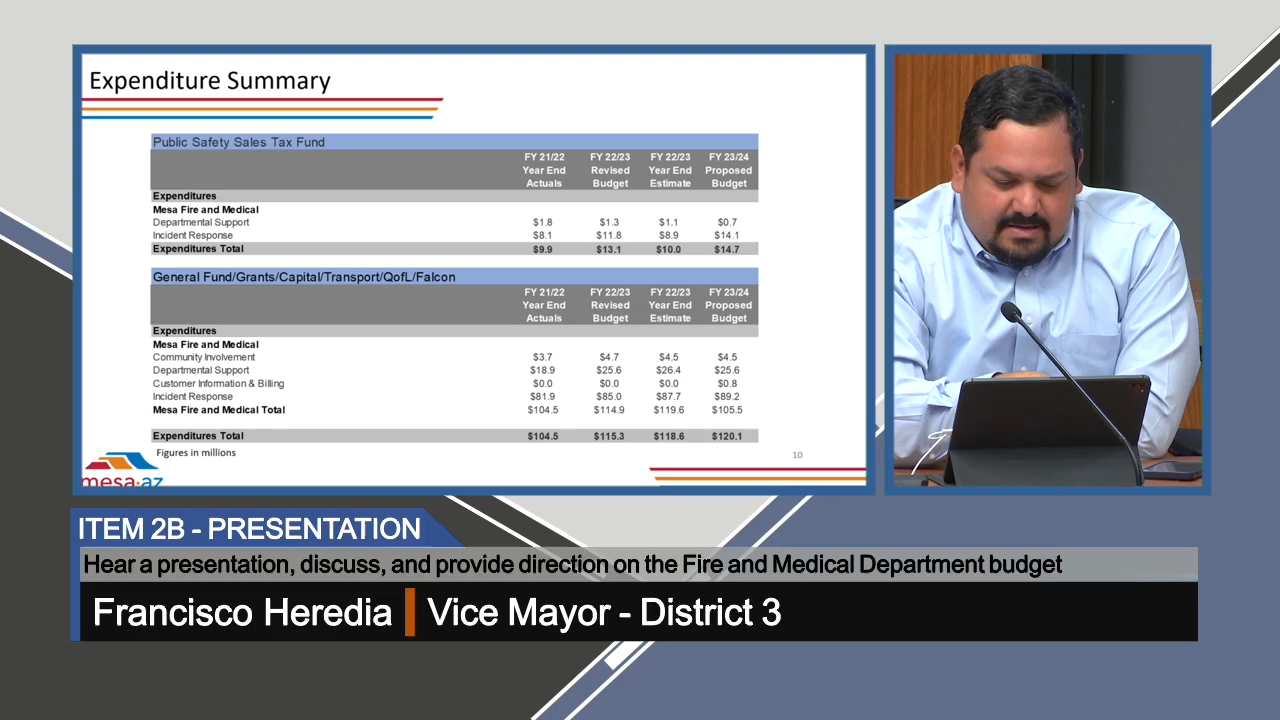 Expenditure Summary
Public Safety Sales Tax Fund
FY 21/22 FY 22/23 FY 22/23 FY 23/24
Year End Revised Year End Proposed
Actuals Budget Estimate Budget
Expenditures
Mesa Fire and Medical
Departmental Support $1.8 $1.3 $1.1 $0.7
Incident Response $8.1 $11.8 $8.9 $14.1
Expenditures Total $9.9 $13.1 $10.0 $14.7
General Fund/Grants/Capital/Transport/QofL/Falcon
FY 21/22 FY 22/23 FY 22/23 FY 23/24
Year End Revised Year End Proposed
Actuals Budget Estimate Budget
Expenditures
Mesa Fire and Medical
Community Involvement $3.7 $4.7 $4.5 $4.5
Departmental Support $18.9 $25.6 $26.4 $25.6
Customer Information & Billing $0.0 $0.0 $0.0 $0.8
Incident Response $81.9 $85.0 $87.7 $89.2
Mesa Fire and Medical Total $104.5 $114.9 $119.6 $105.5
Expenditures Total $104.5 $115.3 $118.6 $120.1
Figures in millions
10
mesa·az
ITEM 2B - PRESENTATION
Hear a presentation, discuss, and provide direction on the Fire and Medical Department budget
Francisco Heredia Vice Mayor - District 3